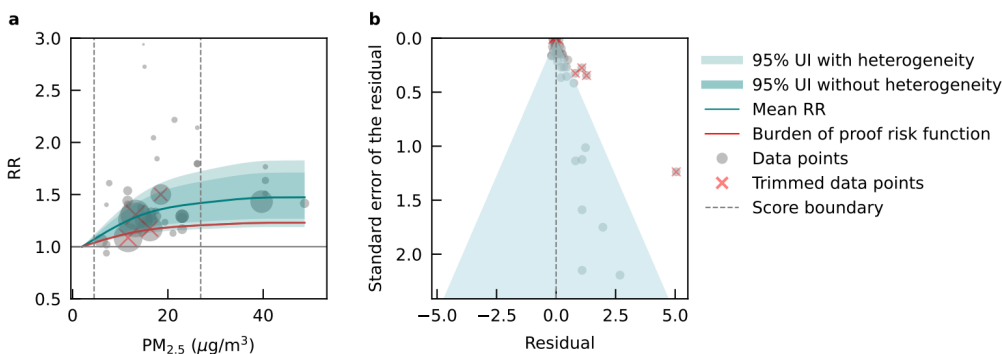 a
3.0
2.5
2.0
1.5
1.0
0.5
RR
0
20
40
PM2.5 (μg/m³)
b
0.0
0.5
1.0
1.5
2.0
Standard error of the residual
−5.0
−2.5
0.0
2.5
5.0
Residual
95% UI with heterogeneity
95% UI without heterogeneity
Mean RR
Burden of proof risk function
Data points
Trimmed data points
Score boundary